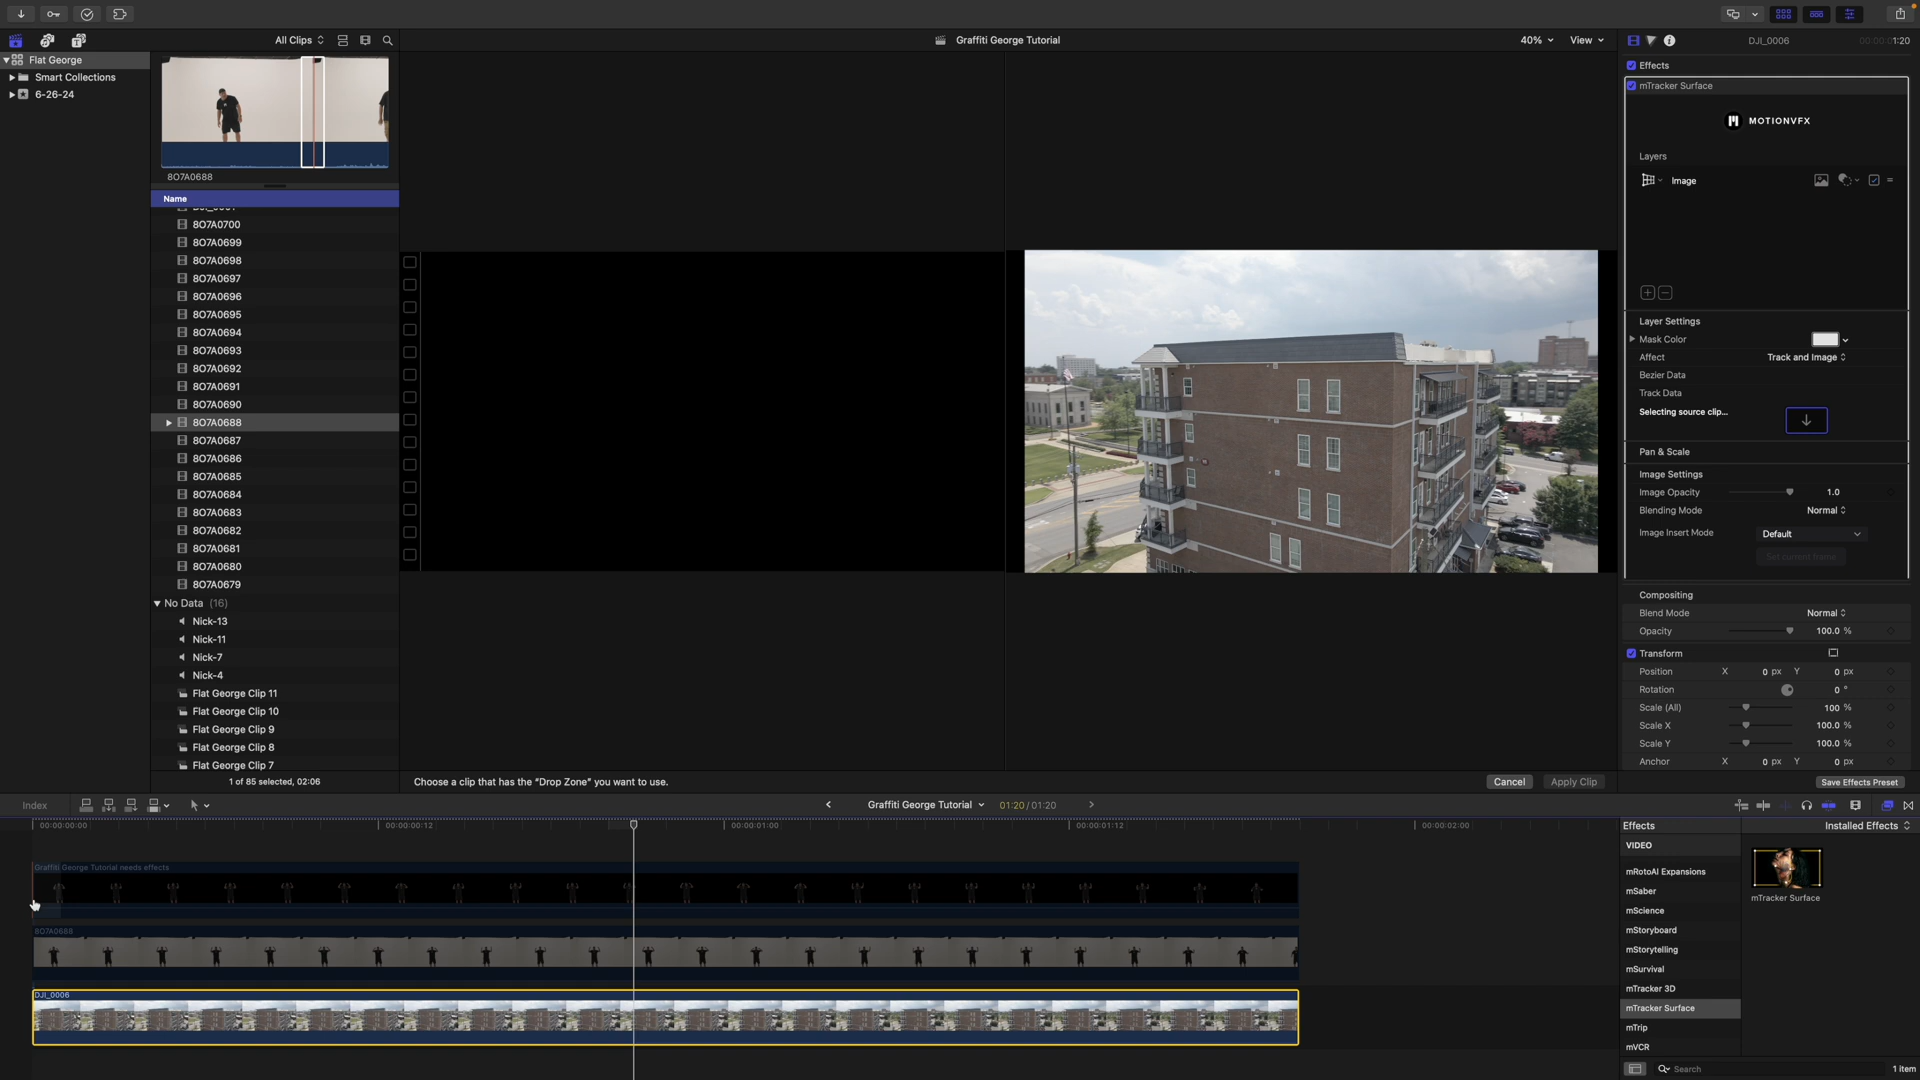 All Clips
Graffiti George Tutorial
40%
View
DJI_0006
00:00:01:20
Flat George
Smart Collections
6-26-24
Effects
mTracker Surface
MOTIONVFX
Layers
Image
8O7A0688
Name
8O7A0700
8O7A0699
8O7A0698
8O7A0697
8O7A0696
8O7A0695
8O7A0694
8O7A0693
8O7A0692
8O7A0691
8O7A0690
8O7A0688
8O7A0687
8O7A0686
8O7A0685
8O7A0684
8O7A0683
8O7A0682
8O7A0681
8O7A0680
8O7A0679
No Data (16)
Nick-13
Nick-11
Nick-7
Nick-4
Flat George Clip 11
Flat George Clip 10
Flat George Clip 9
Flat George Clip 8
Flat George Clip 7
1 of 85 selected, 02:06
Layer Settings
Mask Color
Affect Track and Image
Bezier Data
Track Data
Selecting source clip...
Pan & Scale
Image Settings
Image Opacity 1.0
Blending Mode Normal
Image Insert Mode Default
Set current frame
Compositing
Blend Mode Normal
Opacity 100.0 %
Transform
Position X 0 px Y 0 px
Rotation 0 °
Scale (All) 100 %
Scale X 100.0 %
Scale Y 100.0 %
Anchor X 0 px Y 0 px
Choose a clip that has the “Drop Zone” you want to use.
Cancel
Apply Clip
Save Effects Preset
Index
Graffiti George Tutorial
01:20 / 01:20
00:00:00:00
00:00:00:12
00:00:01:00
00:00:01:12
00:00:02:00
Graffiti George Tutorial needs effects
8O7A0688
DJI_0006
Effects
Installed Effects
VIDEO
mRotoAI Expansions
mSaber
mScience
mStoryboard
mStorytelling
mSurvival
mTracker 3D
mTracker Surface
mTrip
mVCR
mTracker Surface
Search
1 item